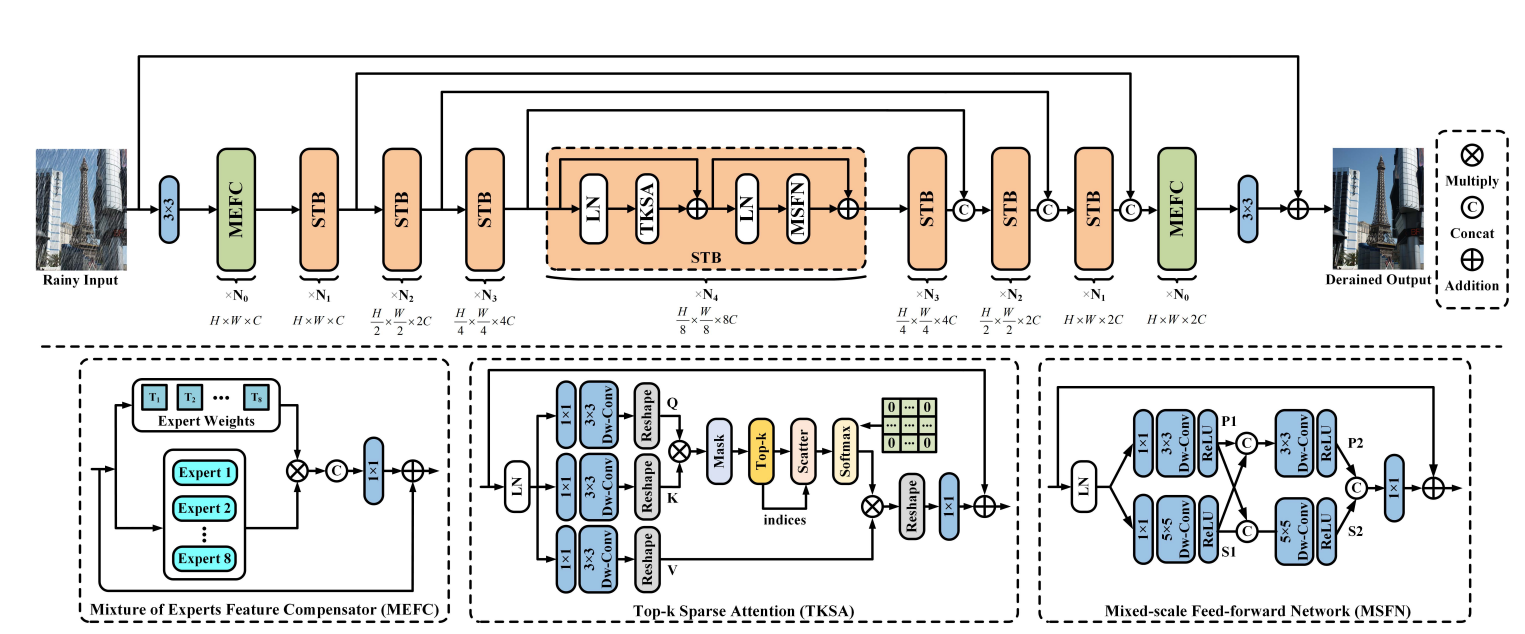 Rainy Input
3×3
MEFC
STB
STB
STB
LN
TKSA
LN
MSFN
STB
STB
C
STB
C
STB
C
MEFC
3×3
Derained Output
Multiply
C
Concat
Addition
×N₀
×N₁
×N₂
×N₃
×N₄
×N₃
×N₂
×N₁
×N₀
H×W×C
H×W×C
H/2×W/2×2C
H/4×W/4×4C
H/8×W/8×8C
H/4×W/4×4C
H/2×W/2×2C
H×W×2C
H×W×2C
T₁ T₂ ··· T₈
Expert Weights
Expert 1
Expert 2
Expert 8
C
1×1
Mixture of Experts Feature Compensator (MEFC)
LN
1×1
3×3
Dw-Conv
Reshape
Q
1×1
3×3
Dw-Conv
Reshape
K
1×1
3×3
Dw-Conv
Reshape
V
Mask
Top-k
Scatter
Softmax
indices
0 ··· 0
··· ··· ···
0 ··· 0
Reshape
1×1
Top-k Sparse Attention (TKSA)
LN
1×1
3×3
Dw-Conv
ReLU
P1
C
3×3
Dw-Conv
ReLU
P2
1×1
5×5
Dw-Conv
ReLU
S1
C
5×5
Dw-Conv
ReLU
S2
C
1×1
Mixed-scale Feed-forward Network (MSFN)